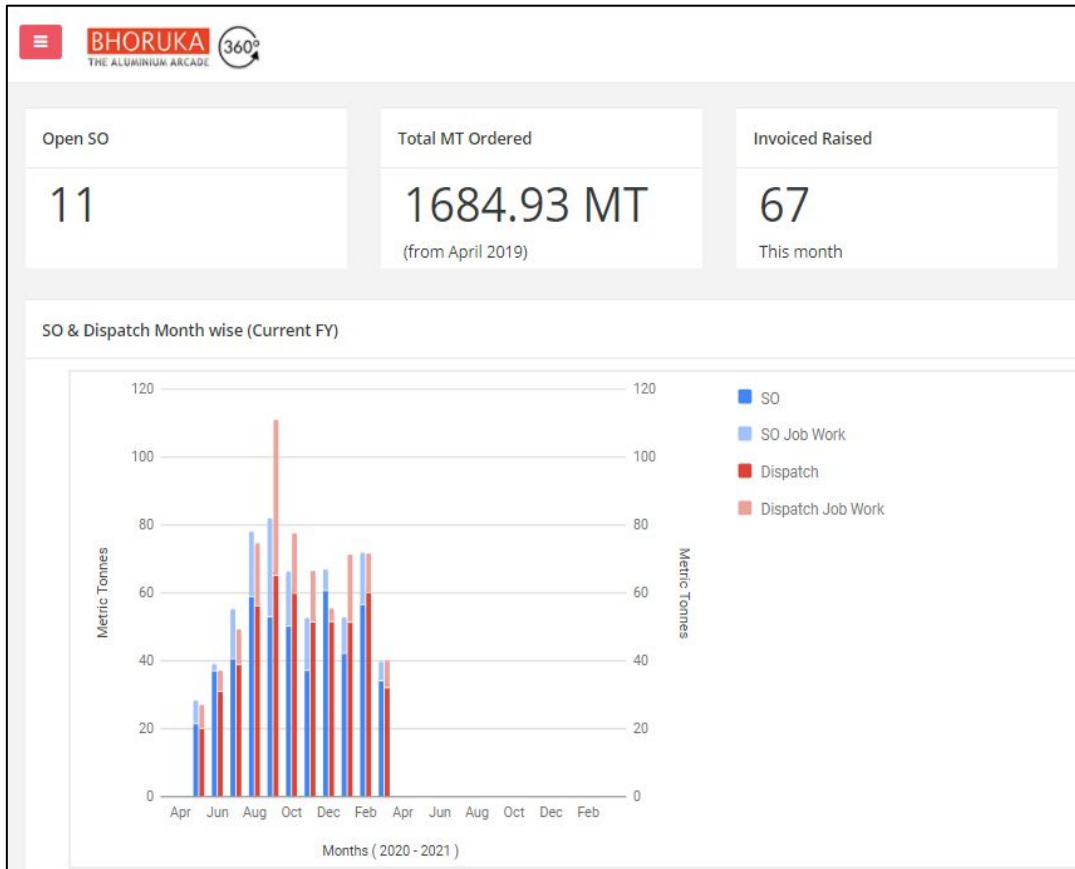 BHORUKA
THE ALUMINIUM ARCADE
360°
Open SO
11
Total MT Ordered
1684.93 MT
(from April 2019)
Invoiced Raised
67
This month
SO & Dispatch Month wise (Current FY)
120
100
80
60
40
20
0
Metric Tonnes
Apr Jun Aug Oct Dec Feb Apr Jun Aug Oct Dec Feb
Months ( 2020 - 2021 )
120
100
80
60
40
20
0
Metric Tonnes
SO
SO Job Work
Dispatch
Dispatch Job Work